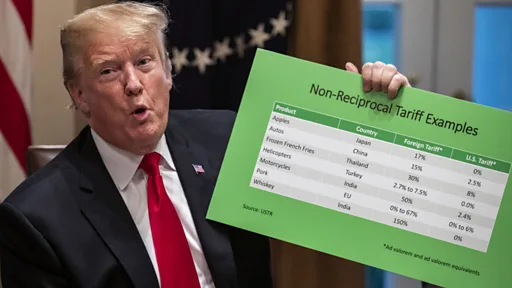 Non-Reciprocal Tariff Examples
Product Country Foreign Tariff* U.S. Tariff*
Apples Japan 17% 0%
Autos China 15% 2.5%
Frozen French Fries Thailand 30% 8%
Helicopters Turkey 2.7% to 7.5% 0.0%
Motorcycles India 50% 2.4%
Pork EU 0% to 67% 0% to 6%
Whiskey India 150% 0%
Source: USTR
*Ad valorem and ad valorem equivalents